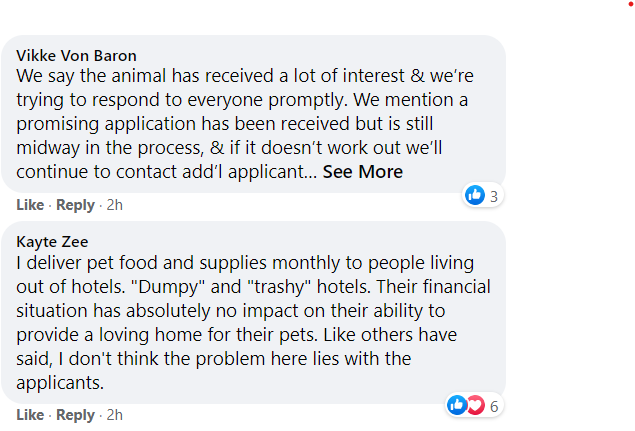 Vikke Von Baron
We say the animal has received a lot of interest & we’re
trying to respond to everyone promptly. We mention a
promising application has been received but is still
midway in the process, & if it doesn’t work out we’ll
continue to contact add’l applicant... See More
3
Like · Reply · 2h
Kayte Zee
I deliver pet food and supplies monthly to people living
out of hotels. "Dumpy" and "trashy" hotels. Their financial
situation has absolutely no impact on their ability to
provide a loving home for their pets. Like others have
said, I don't think the problem here lies with the
applicants.
6
Like · Reply · 2h